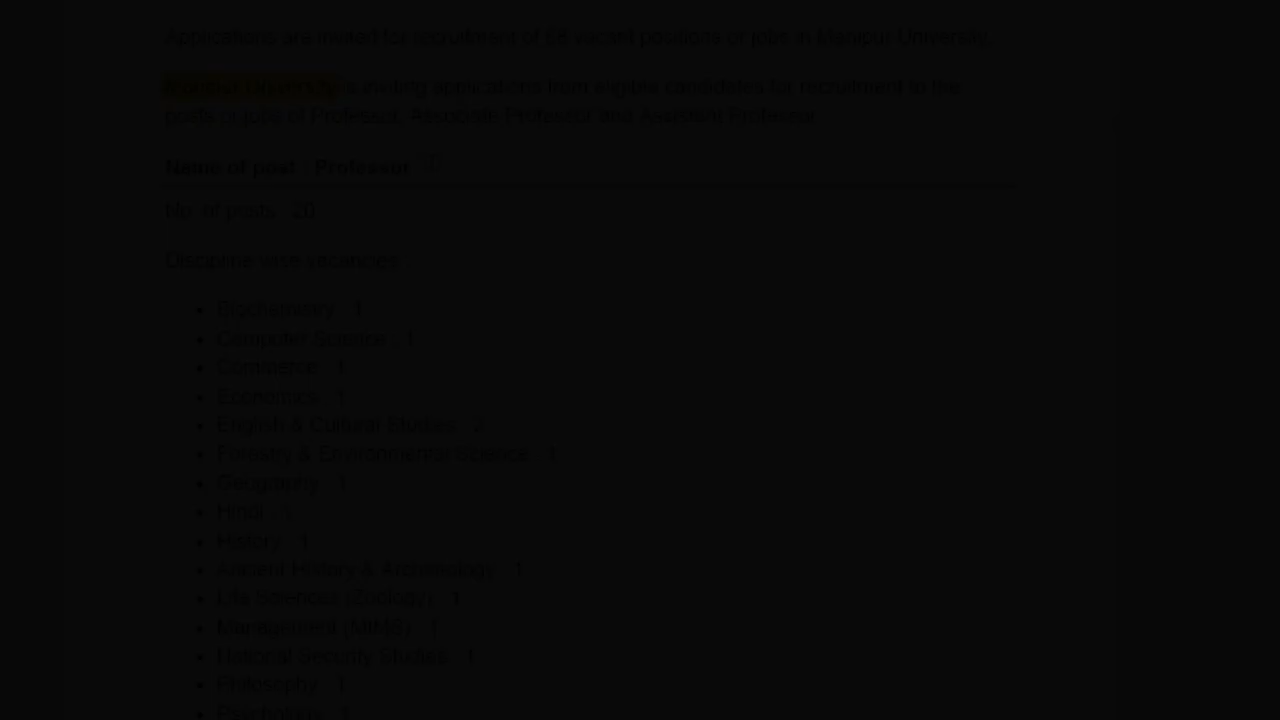 Applications are invited for recruitment of vacant positions or jobs in Manipur University.
Manipur University is inviting applications from eligible candidates for recruitment to the
posts or jobs of Professor, Associate Professor and Assistant Professor.
Name of post : Professor
No. of posts : 20
Discipline wise vacancies
• Biochemistry : 1
• Computer Science : 1
• Commerce : 1
• Economics : 1
• English & Cultural Studies : 2
• Forestry & Environmental Science : 1
• Geography : 1
• Hindi :
• History : 1
• Ancient History & Archaeology : 1
• Life Sciences (Zoology) : 1
• Management (MIMS) : 1
• National Security Studies : 1
• Philosophy : 1
• Psychology : 1